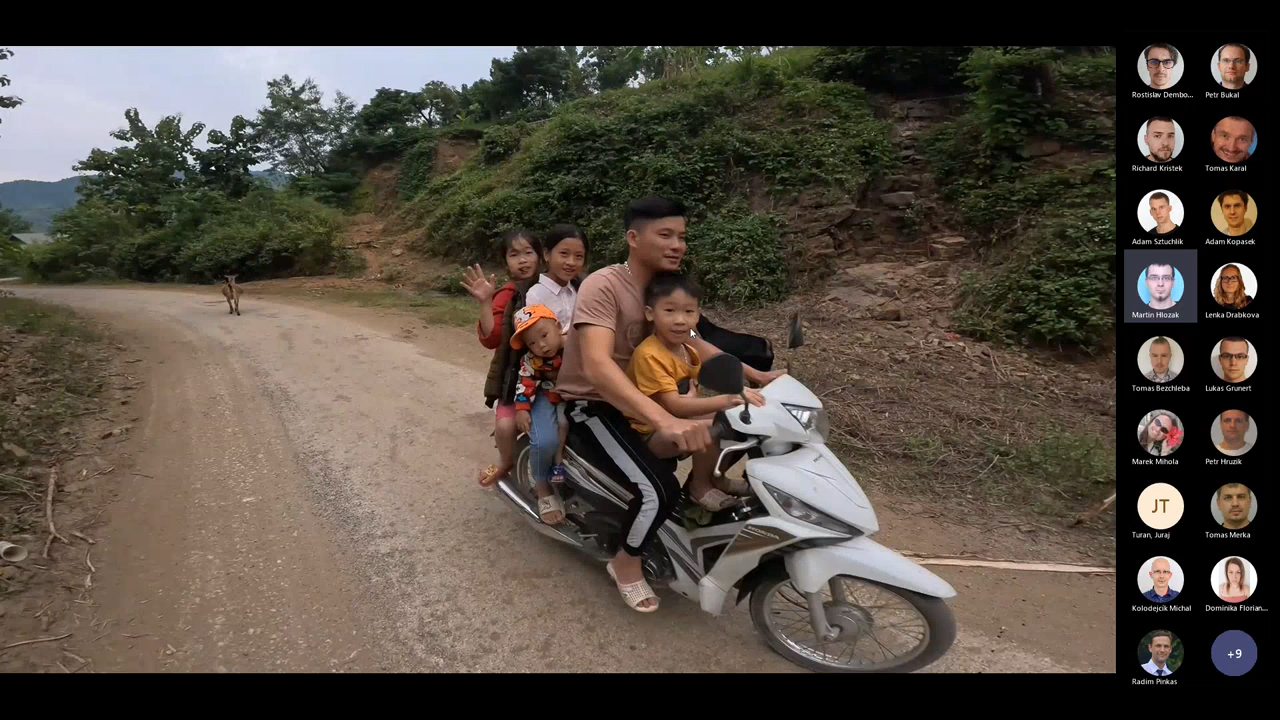 Rostislav Dembo...
Petr Bukal
Richard Kristek
Tomas Karal
Adam Sztuchlik
Adam Kopasek
Martin Hlozak
Lenka Drabkova
Tomas Bezchleba
Lukas Grunert
Marek Mihola
Petr Hruzik
JT
Turan, Juraj
Tomas Merka
Kolodejcik Michal
Dominika Florian...
Radim Pinkas
+9